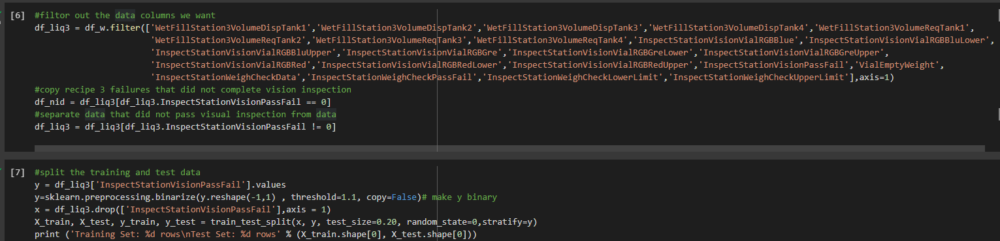 [6] #filtor out the data columns we want
df_liq3 = df_w.filter(['WetFillStation3VolumeDispTank1','WetFillStation3VolumeDispTank2','WetFillStation3VolumeDispTank3','WetFillStation3VolumeDispTank4','WetFillStation3VolumeReqTank1',
'WetFillStation3VolumeReqTank2','WetFillStation3VolumeReqTank3','WetFillStation3VolumeReqTank4','InspectStationVisionVialRGBBlue','InspectStationVisionVialRGBBluLower',
'InspectStationVisionVialRGBBluUpper','InspectStationVisionVialRGBGre','InspectStationVisionVialRGBGreLower','InspectStationVisionVialRGBGreUpper',
'InspectStationVisionVialRGBRed','InspectStationVisionVialRGBRedLower','InspectStationVisionVialRGBRedUpper','InspectStationVisionPassFail','VialEmptyWeight',
'InspectStationWeighCheckData','InspectStationWeighCheckPassFail','InspectStationWeighCheckLowerLimit','InspectStationWeighCheckUpperLimit'],axis=1)
#copy recipe 3 failures that did not complete vision inspection
df_nid = df_liq3[df_liq3.InspectStationVisionPassFail == 0]
#separate data that did not pass visual inspection from data
df_liq3 = df_liq3[df_liq3.InspectStationVisionPassFail != 0]
[7] #split the training and test data
y = df_liq3['InspectStationVisionPassFail'].values
y=sklearn.preprocessing.binarize(y.reshape(-1,1) , threshold=1.1, copy=False)# make y binary
x = df_liq3.drop(['InspectStationVisionPassFail'],axis = 1)
X_train, X_test, y_train, y_test = train_test_split(x, y, test_size=0.20, random_state=0,stratify=y)
print ('Training Set: %d rows\nTest Set: %d rows' % (X_train.shape[0], X_test.shape[0]))